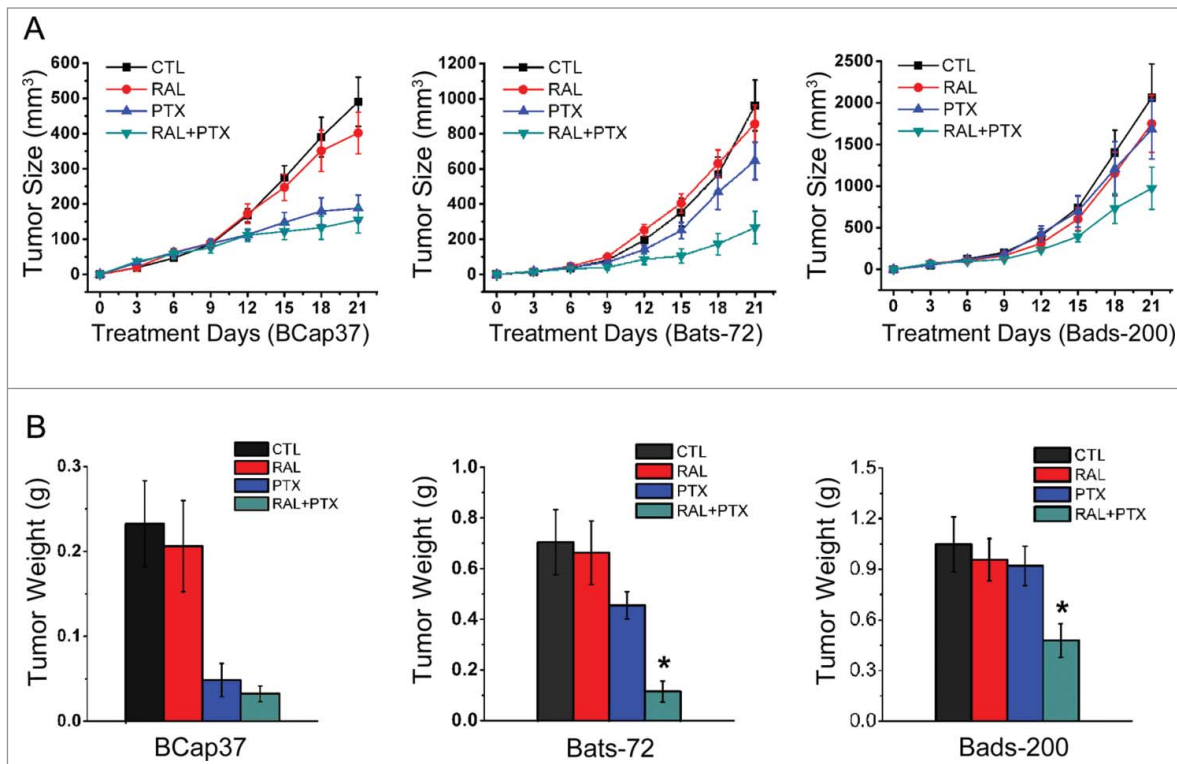 A
Tumor Size (mm³)
600
500
400
300
200
100
0
CTL
RAL
PTX
RAL+PTX
0 3 6 9 12 15 18 21
Treatment Days (BCap37)
Tumor Size (mm³)
1200
1000
800
600
400
200
0
CTL
RAL
PTX
RAL+PTX
0 3 6 9 12 15 18 21
Treatment Days (Bats-72)
Tumor Size (mm³)
2500
2000
1500
1000
500
0
CTL
RAL
PTX
RAL+PTX
0 3 6 9 12 15 18 21
Treatment Days (Bads-200)
B
Tumor Weight (g)
0.3
0.2
0.1
0.0
CTL
RAL
PTX
RAL+PTX
BCap37
Tumor Weight (g)
1.0
0.8
0.6
0.4
0.2
0.0
CTL
RAL
PTX
RAL+PTX
*
Bats-72
Tumor Weight (g)
1.5
1.2
0.9
0.6
0.3
0.0
CTL
RAL
PTX
RAL+PTX
*
Bads-200